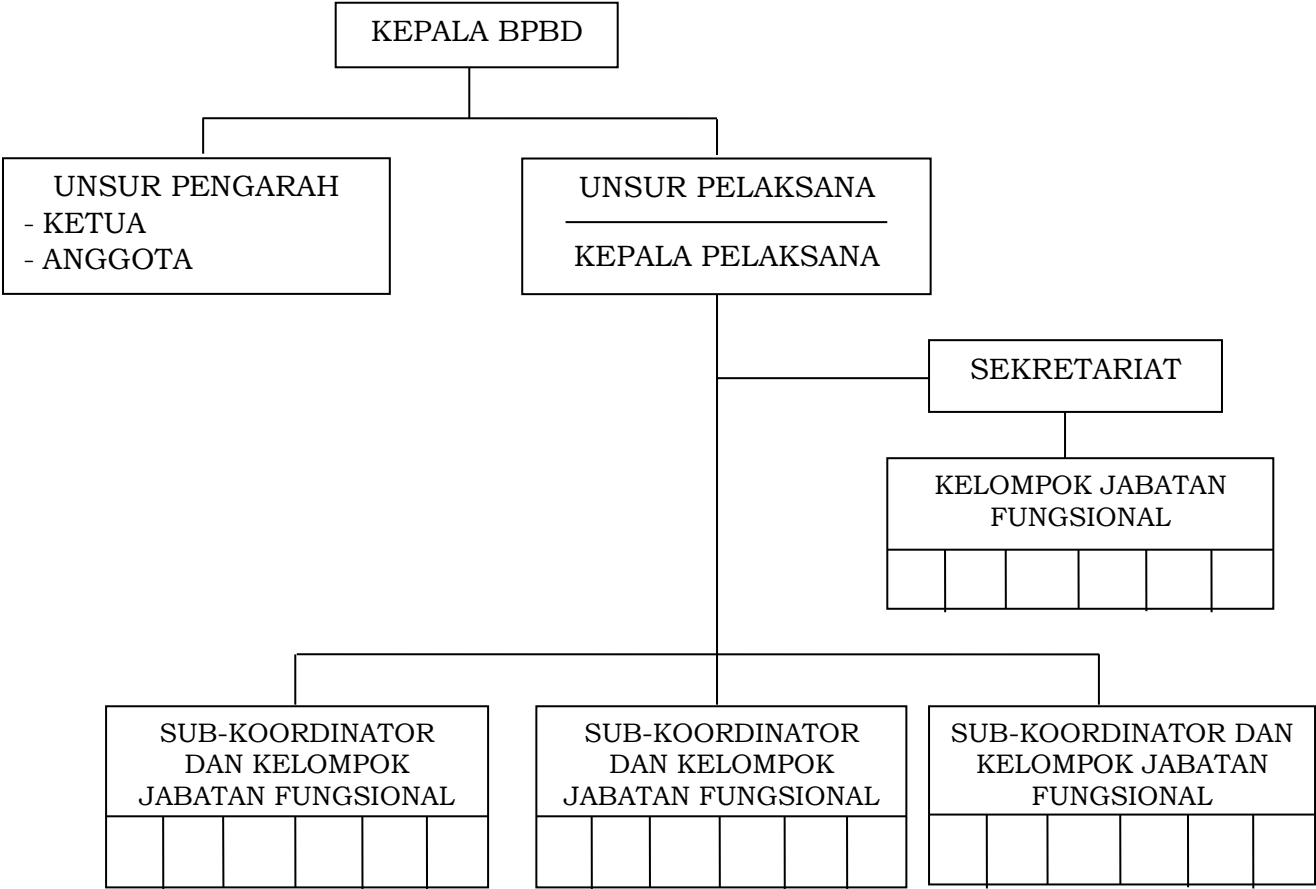 KEPALA BPBD
UNSUR PENGARAH
- KETUA
- ANGGOTA
UNSUR PELAKSANA
KEPALA PELAKSANA
SEKRETARIAT
KELOMPOK JABATAN
FUNGSIONAL
SUB-KOORDINATOR
DAN KELOMPOK
JABATAN FUNGSIONAL
SUB-KOORDINATOR
DAN KELOMPOK
JABATAN FUNGSIONAL
SUB-KOORDINATOR DAN
KELOMPOK JABATAN
FUNGSIONAL